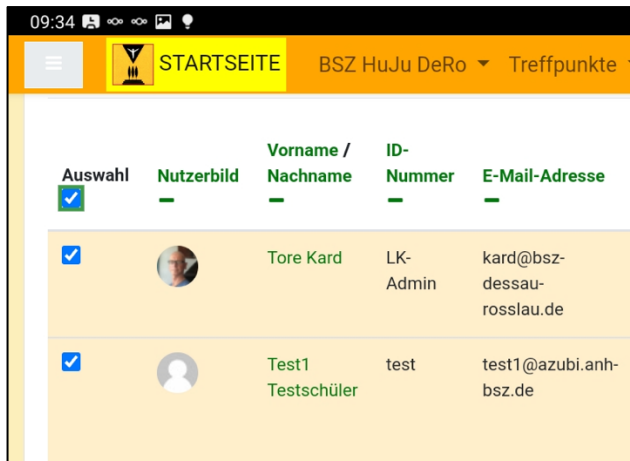 09:34
STARTSEITE BSZ HuJu DeRo Treffpunkte
Auswahl Nutzerbild Vorname / Nachname ID-Nummer E-Mail-Adresse
Tore Kard LK-Admin kard@bsz-dessau-rosslau.de
Test1 Testschüler test test1@azubi.anh-bsz.de